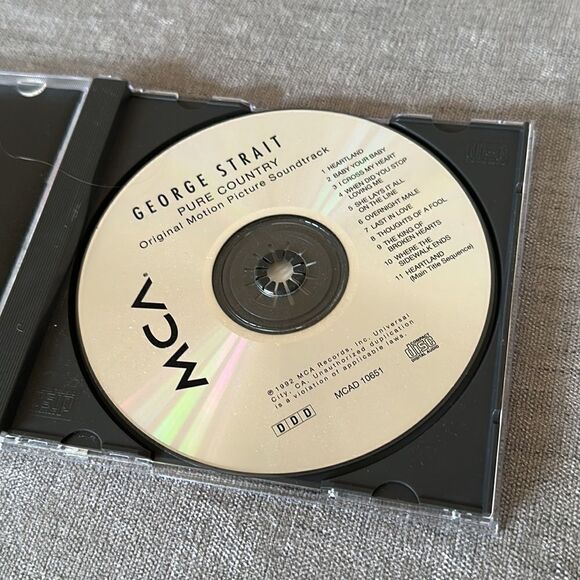 GEORGE STRAIT
PURE COUNTRY
Original Motion Picture Soundtrack
1 HEARTLAND
2 BABY YOUR BABY
3 I CROSS MY HEART
4 WHEN DID YOU STOP
LOVING ME
5 SHE LAYS IT ALL
ON THE LINE
6 OVERNIGHT MALE
7 LAST IN LOVE
8 THOUGHTS OF A FOOL
9 THE KING OF
BROKEN HEARTS
10 WHERE THE
SIDEWALK ENDS
11 HEARTLAND
(Main Title Sequence)
MCA®
℗1992 MCA Records, Inc. Universal
City, CA. Unauthorized duplication
is a violation of applicable laws.
DDD
MCAD 10651
COMPACT
disc
DIGITAL AUDIO